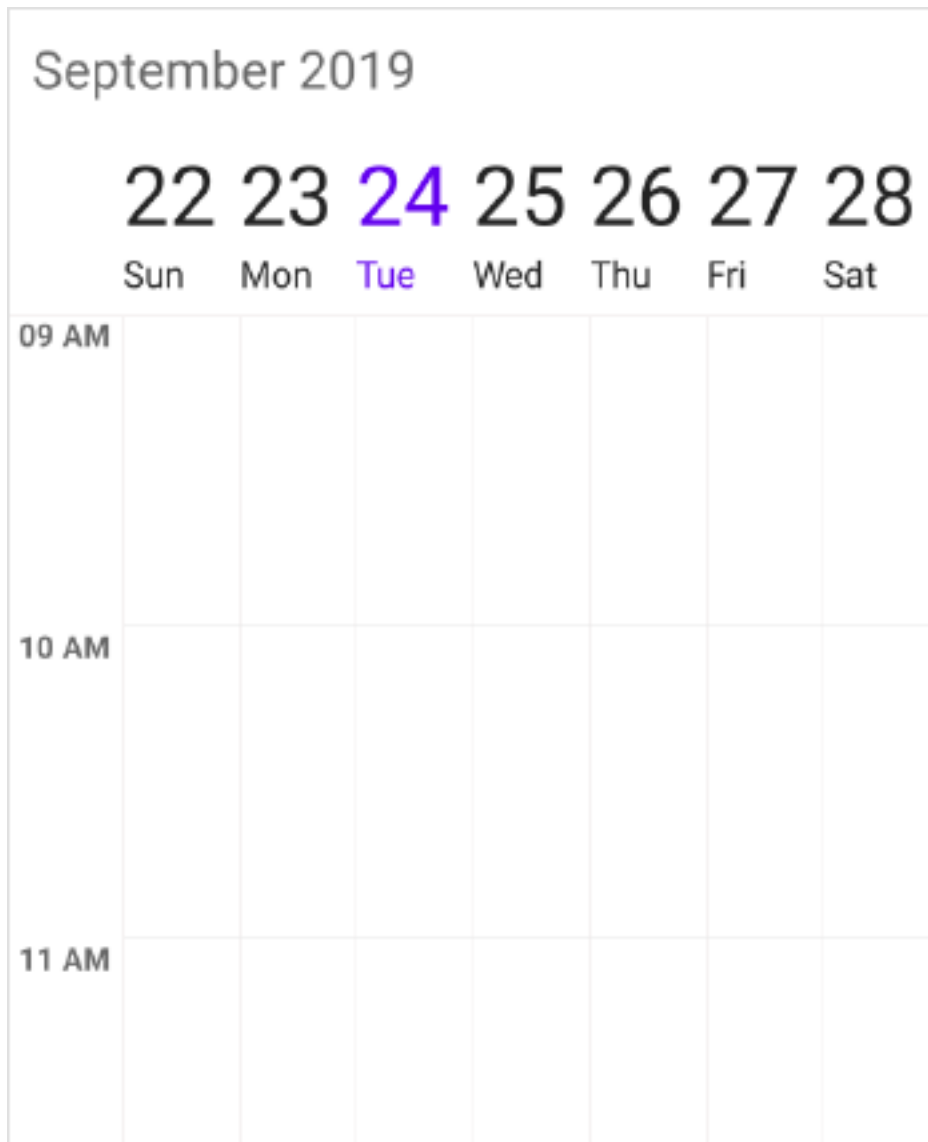 September 2019
22 23 24 25 26 27 28
Sun Mon Tue Wed Thu Fri Sat
09 AM
10 AM
11 AM